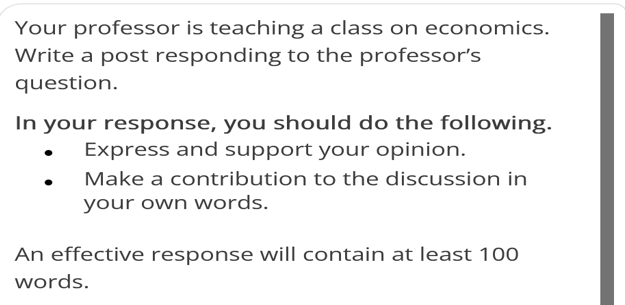 Your professor is teaching a class on economics.
Write a post responding to the professor’s
question.
In your response, you should do the following.
• Express and support your opinion.
• Make a contribution to the discussion in
your own words.
An effective response will contain at least 100
words.